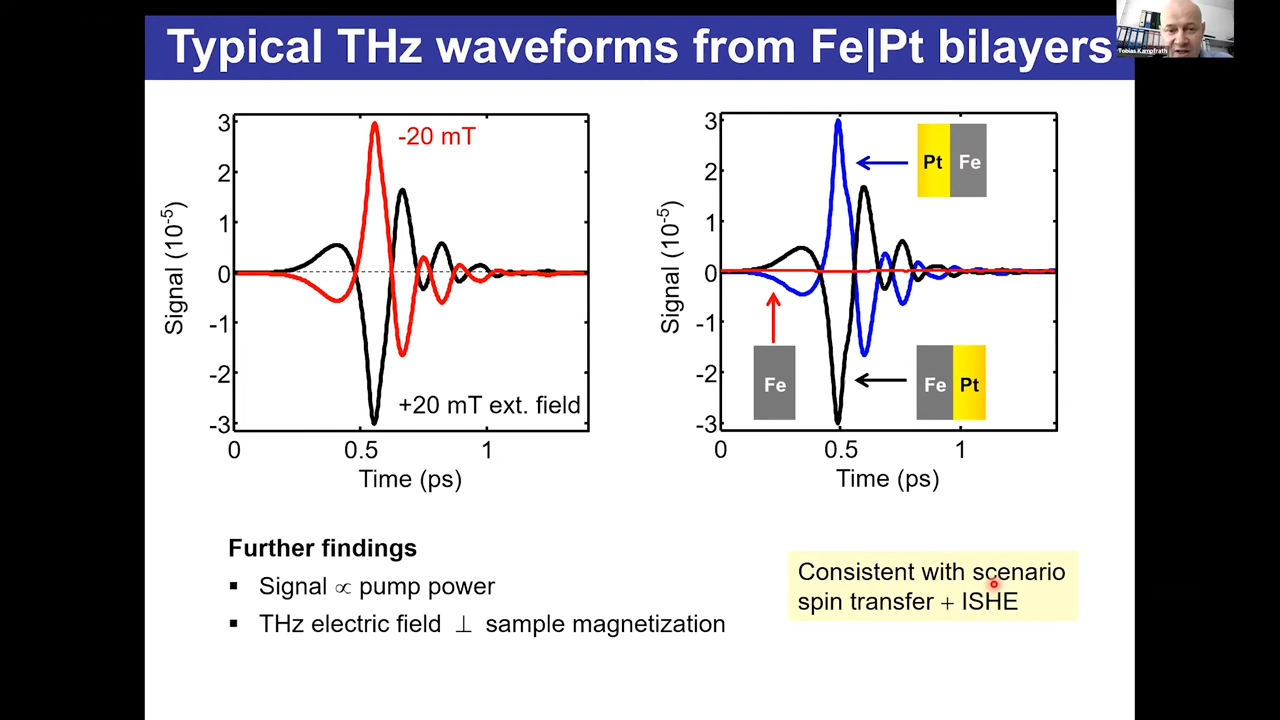 Typical THz waveforms from Fe|Pt bilayers
Tobias Kampfrath
3
2
1
0
-1
-2
-3
Signal (10⁻⁵)
-20 mT
+20 mT ext. field
0
0.5
1
Time (ps)
3
2
1
0
-1
-2
-3
Signal (10⁻⁵)
Pt Fe
Fe
Fe Pt
0
0.5
1
Time (ps)
Further findings
▪ Signal ∝ pump power
▪ THz electric field ⊥ sample magnetization
Consistent with scenario
spin transfer + ISHE